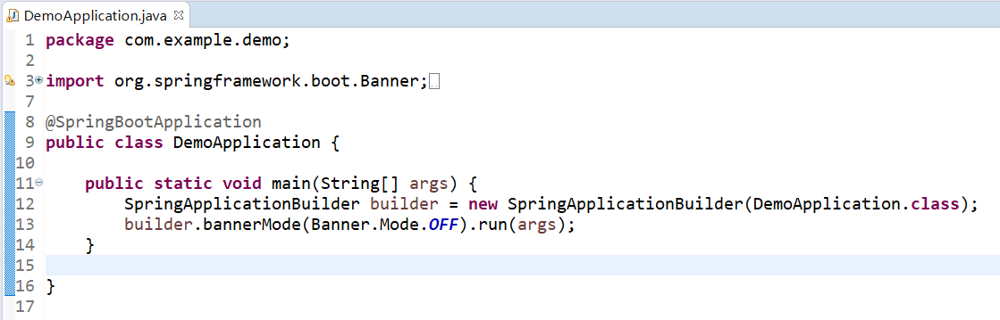 DemoApplication.java
1 package com.example.demo;
2
3 import org.springframework.boot.Banner;
7
8 @SpringBootApplication
9 public class DemoApplication {
10
11 public static void main(String[] args) {
12 SpringApplicationBuilder builder = new SpringApplicationBuilder(DemoApplication.class);
13 builder.bannerMode(Banner.Mode.OFF).run(args);
14 }
15
16 }
17